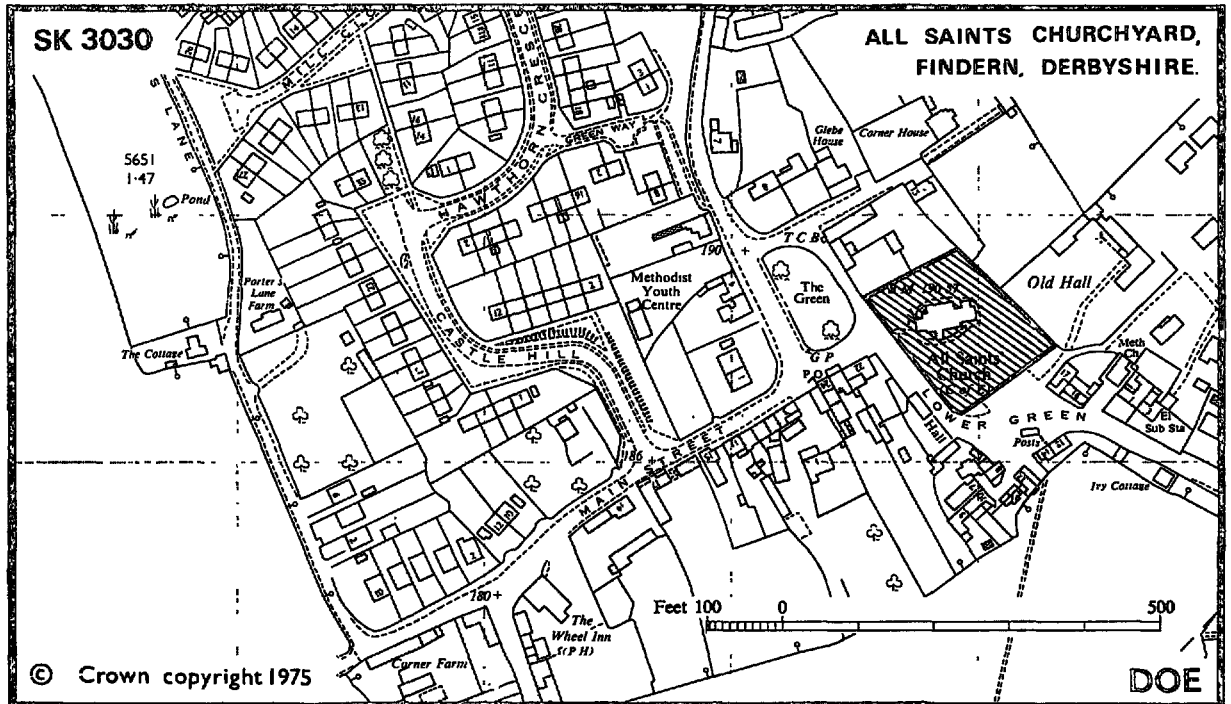 SK 3030
ALL SAINTS CHURCHYARD,
FINDERN, DERBYSHIRE.
S LANE
MILL C
HAWTHORN CRESC
GREEN WAY
Glebe
House
Corner House
5651
1·47
Pond
190
T C B
Methodist
Youth
Centre
The
Green
Old Hall
Porter's
Lane
Farm
CASTLE HILL
The Cottage
All Saints
Church
G P
P O
Meth
Ch
LOWER GREEN
Hall
El
Sub Sta
Posts
186
MAIN STREET
Ivy Cottage
180
Feet 100 0 500
The
Wheel Inn
(P H)
Corner Farm
© Crown copyright 1975
DOE